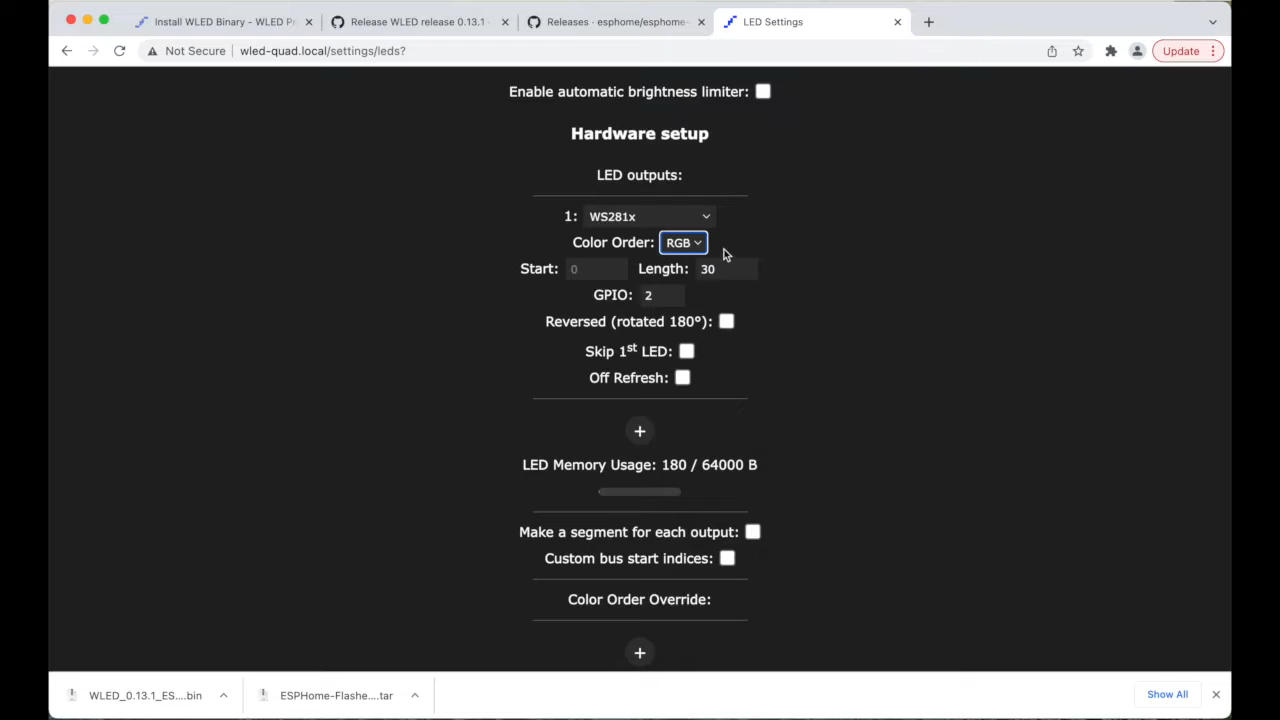 Install WLED Binary - WLED Pr
Release WLED release 0.13.1 ·
Releases · esphome/esphome-
LED Settings
Not Secure
wled-quad.local/settings/leds?
Update
Enable automatic brightness limiter:
Hardware setup
LED outputs:
1: WS281x
Color Order: RGB
Start: 0 Length: 30
GPIO: 2
Reversed (rotated 180°):
Skip 1st LED:
Off Refresh:
+
LED Memory Usage: 180 / 64000 B
Make a segment for each output:
Custom bus start indices:
Color Order Override:
+
WLED_0.13.1_ES....bin
ESPHome-Flashe....tar
Show All